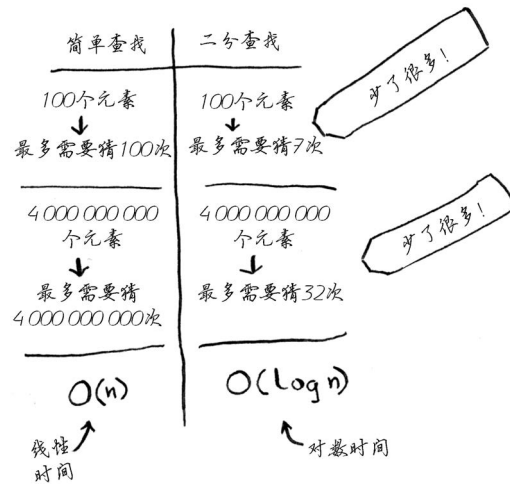 简单查找
二分查找
100个元素
最多需要猜100次
100个元素
最多需要猜7次
少了很多!
4 000 000 000
个元素
最多需要猜
4 000 000 000次
4 000 000 000
个元素
最多需要猜32次
少了很多!
O(n)
O(log n)
线性
时间
对数时间